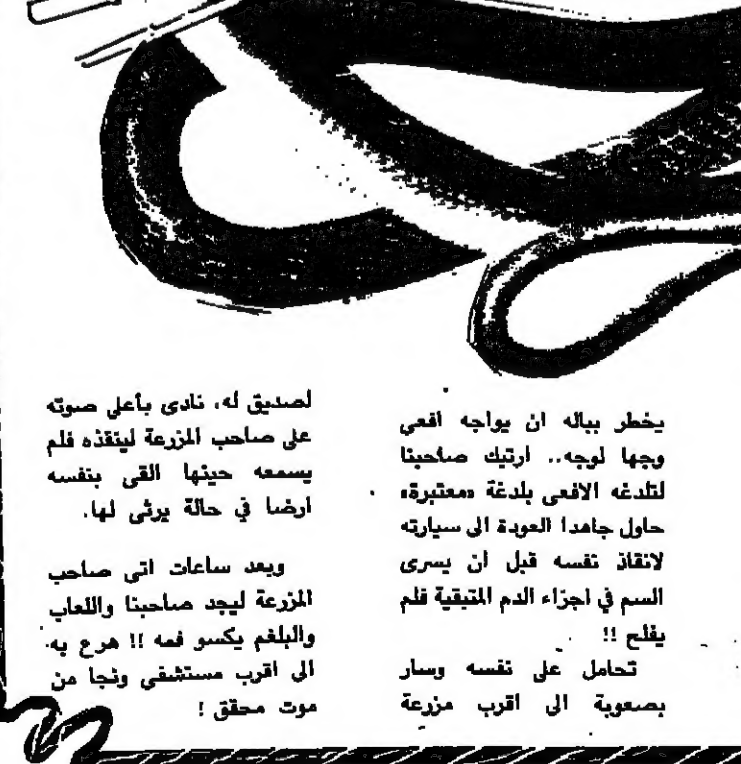 يخطر بباله ان يواجه افعي
وجها لوجه.. ارتبك صاحبنا
لتلدغه الافعى بلدغة «معتبرة»
حاول جاهدا العودة الى سيارته
لانقاذ نفسه قبل ان يسرى
السم في اجزاء الدم المتبقية فلم
يفلح !!
تحامل على نفسه وسار
بصعوبة الى اقرب مزرعة
لصديق له، نادى بأعلى صوته
على صاحب المزرعة لينقذه فلم
يسمعه حينها القى بنفسه
ارضا في حالة يرثى لها.
وبعد ساعات اتى صاحب
المزرعة ليجد صاحبنا واللعاب
والبلغم يكسو فمه !! هرع به
الى اقرب مستشفى ونجا من
موت محقق !